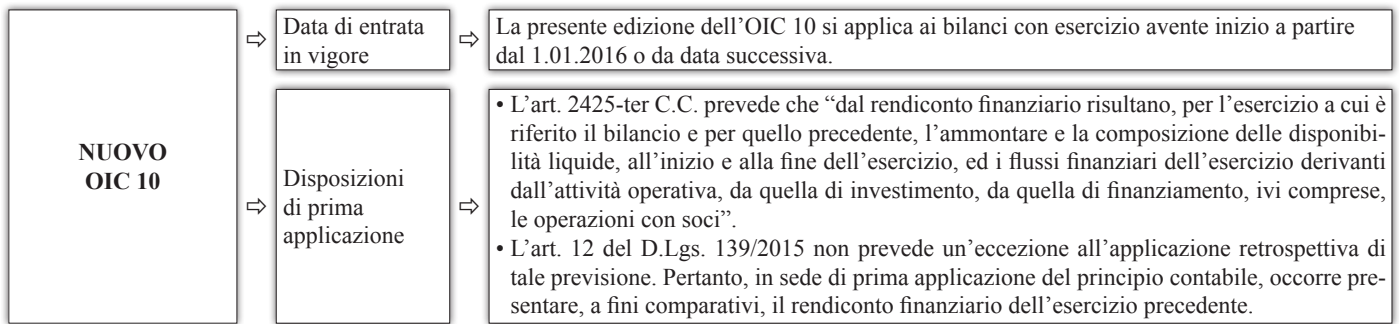 Data di entrata
in vigore
⇨
La presente edizione dell’OIC 10 si applica ai bilanci con esercizio avente inizio a partire
dal 1.01.2016 o da data successiva.
NUOVO
OIC 10
⇨
⇨
Disposizioni
di prima
applicazione
⇨
• L’art. 2425-ter C.C. prevede che “dal rendiconto finanziario risultano, per l’esercizio a cui è
riferito il bilancio e per quello precedente, l’ammontare e la composizione delle disponibi-
lità liquide, all’inizio e alla fine dell’esercizio, ed i flussi finanziari dell’esercizio derivanti
dall’attività operativa, da quella di investimento, da quella di finanziamento, ivi comprese,
le operazioni con soci”.
• L’art. 12 del D.Lgs. 139/2015 non prevede un’eccezione all’applicazione retrospettiva di
tale previsione. Pertanto, in sede di prima applicazione del principio contabile, occorre pre-
sentare, a fini comparativi, il rendiconto finanziario dell’esercizio precedente.